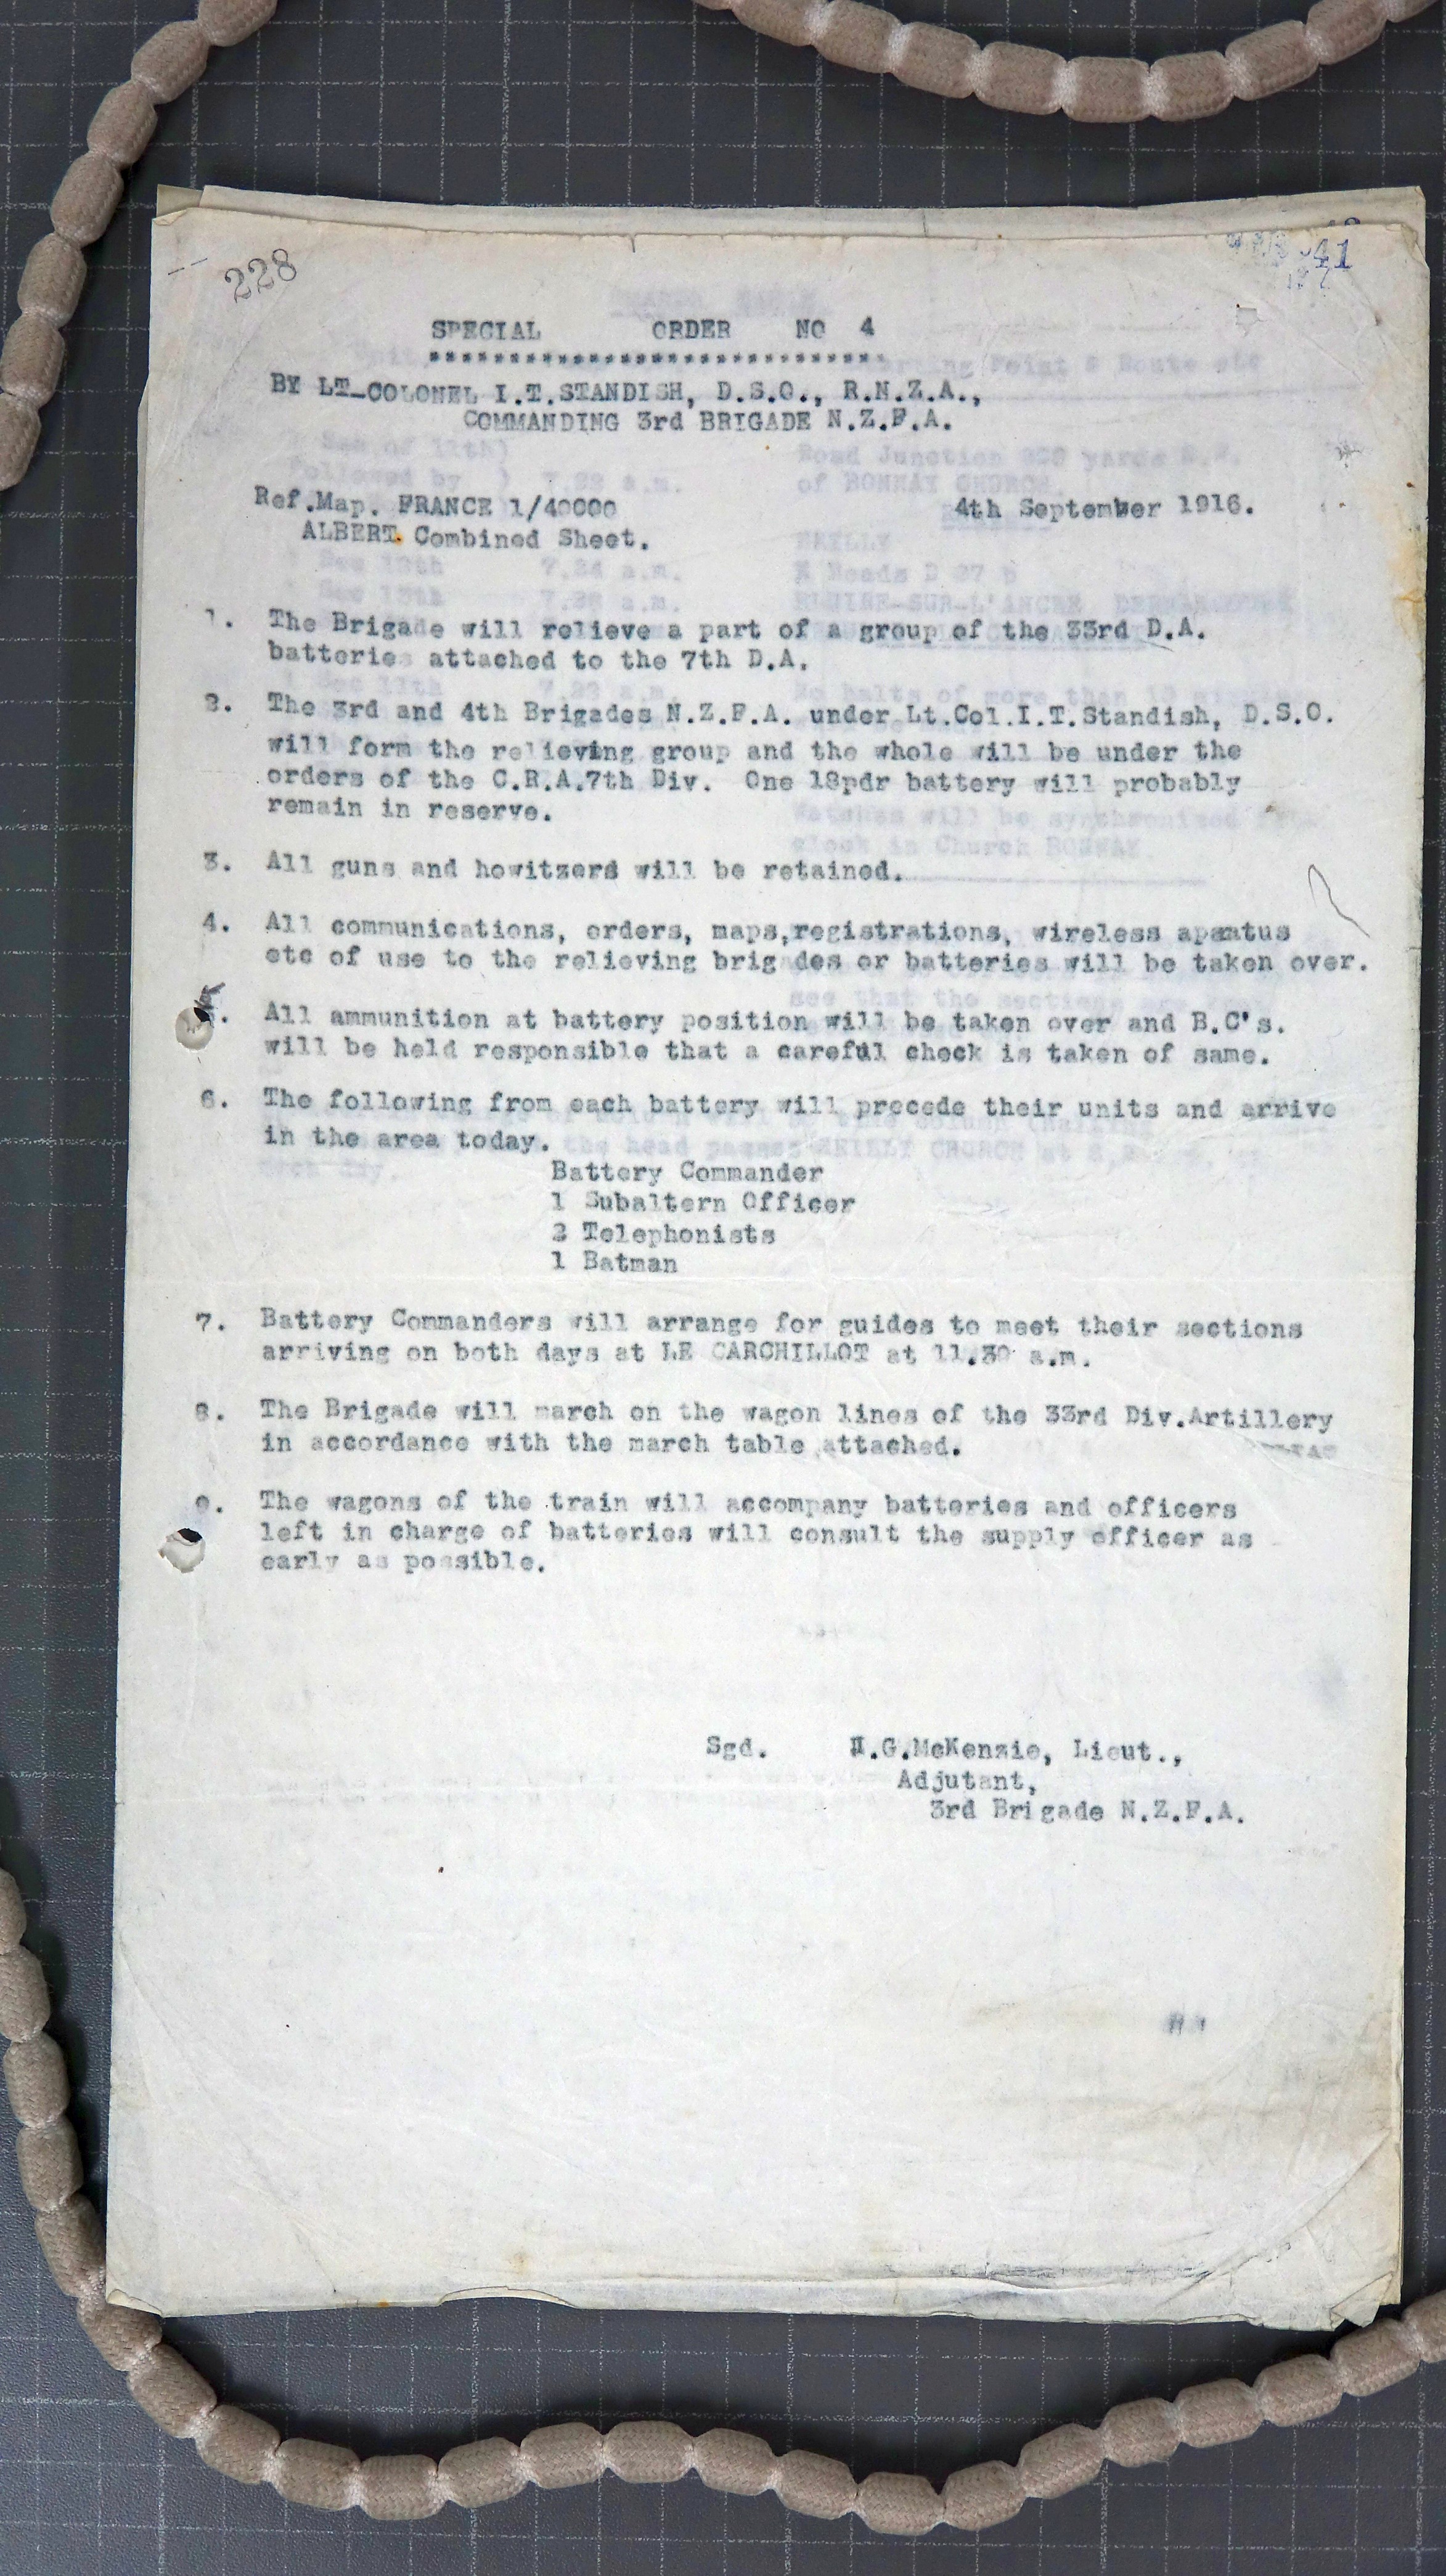 228
41
SPECIAL ORDER NO 4
BY LT_COLONEL I.T.STANDISH, D.S.O., R.N.Z.A.,
COMMANDING 3rd BRIGADE N.Z.F.A.
Ref.Map. FRANCE 1/40000
4th September 1916.
ALBERT. Combined Sheet.
1. The Brigade will relieve a part of a group of the 33rd D.A.
batteries attached to the 7th D.A.
2. The 3rd and 4th Brigades N.Z.F.A. under Lt.Col.I.T.Standish, D.S.O.
will form the relieving group and the whole will be under the
orders of the C.R.A.7th Div. One 18pdr battery will probably
remain in reserve.
3. All guns and howitzers will be retained.
4. All communications, orders, maps,registrations, wireless aparatus
etc of use to the relieving brigades or batteries will be taken over.
5. All ammunition at battery position will be taken over and B.C's.
will be held responsible that a careful check is taken of same.
6. The following from each battery will precede their units and arrive
in the area today.
Battery Commander
1 Subaltern Officer
2 Telephonists
1 Batman
7. Battery Commanders will arrange for guides to meet their sections
arriving on both days at LE CARCHILLOT at 11.30 a.m.
8. The Brigade will march on the wagon lines of the 33rd Div.Artillery
in accordance with the march table attached.
9. The wagons of the train will accompany batteries and officers
left in charge of batteries will consult the supply officer as
early as possible.
Sgd. H.G.McKenzie, Lieut.,
Adjutant,
3rd Brigade N.Z.F.A.